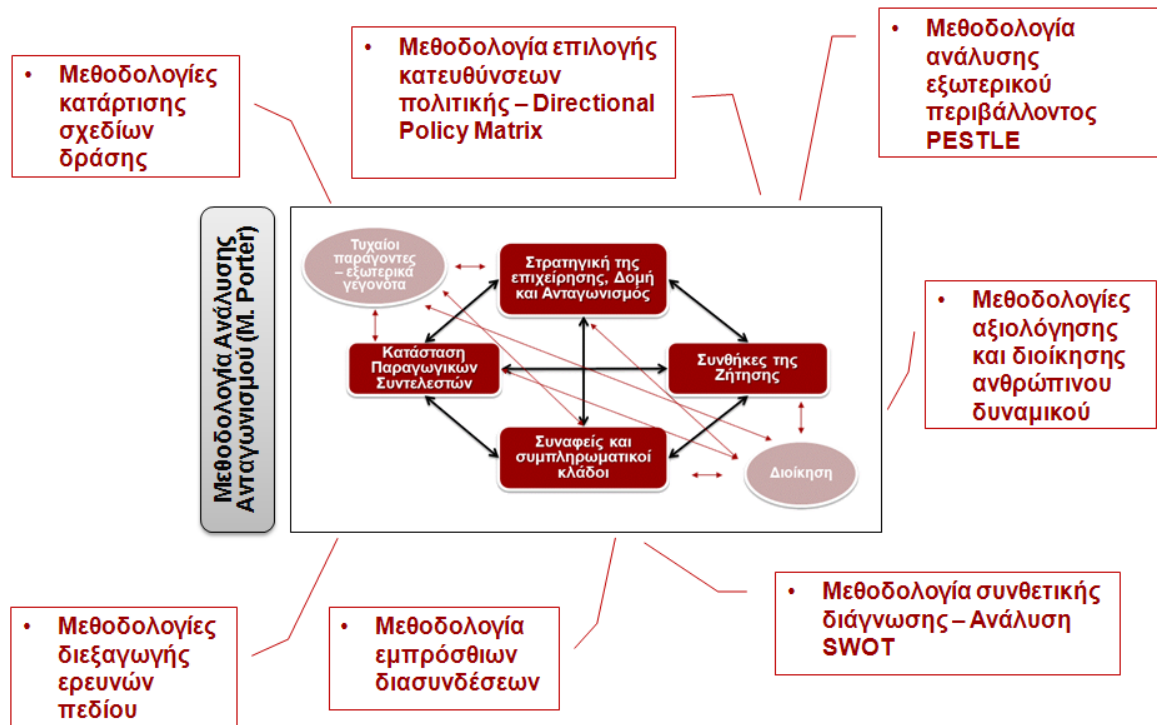 • Μεθοδολογίες
κατάρτισης
σχεδίων
δράσης
• Μεθοδολογία επιλογής
κατευθύνσεων
πολιτικής – Directional
Policy Matrix
• Μεθοδολογία
ανάλυσης
εξωτερικού
περιβάλλοντος
PESTLE
Μεθοδολογία Ανάλυσης
Ανταγωνισμού (M. Porter)
Τυχαίοι
παράγοντες
– εξωτερικά
γεγονότα
Στρατηγική της
επιχείρησης, Δομή
και Ανταγωνισμός
Κατάσταση
Παραγωγικών
Συντελεστών
Συνθήκες της
Ζήτησης
Συναφείς και
συμπληρωματικοί
κλάδοι
Διοίκηση
• Μεθοδολογίες
αξιολόγησης
και διοίκησης
ανθρώπινου
δυναμικού
• Μεθοδολογίες
διεξαγωγής
ερευνών
πεδίου
• Μεθοδολογία
εμπρόσθιων
διασυνδέσεων
• Μεθοδολογία συνθετικής
διάγνωσης – Ανάλυση
SWOT